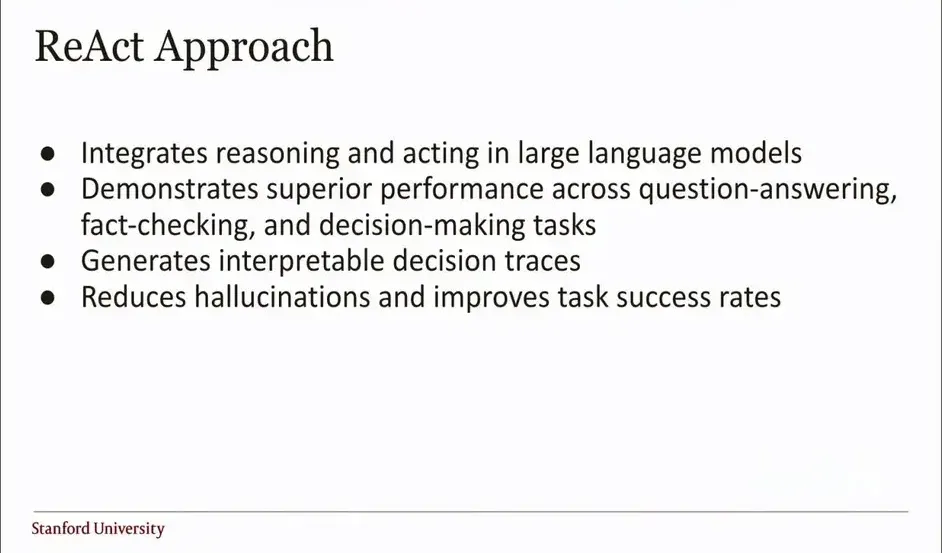 ReAct Approach
● Integrates reasoning and acting in large language models
● Demonstrates superior performance across question-answering,
fact-checking, and decision-making tasks
● Generates interpretable decision traces
● Reduces hallucinations and improves task success rates
Stanford University